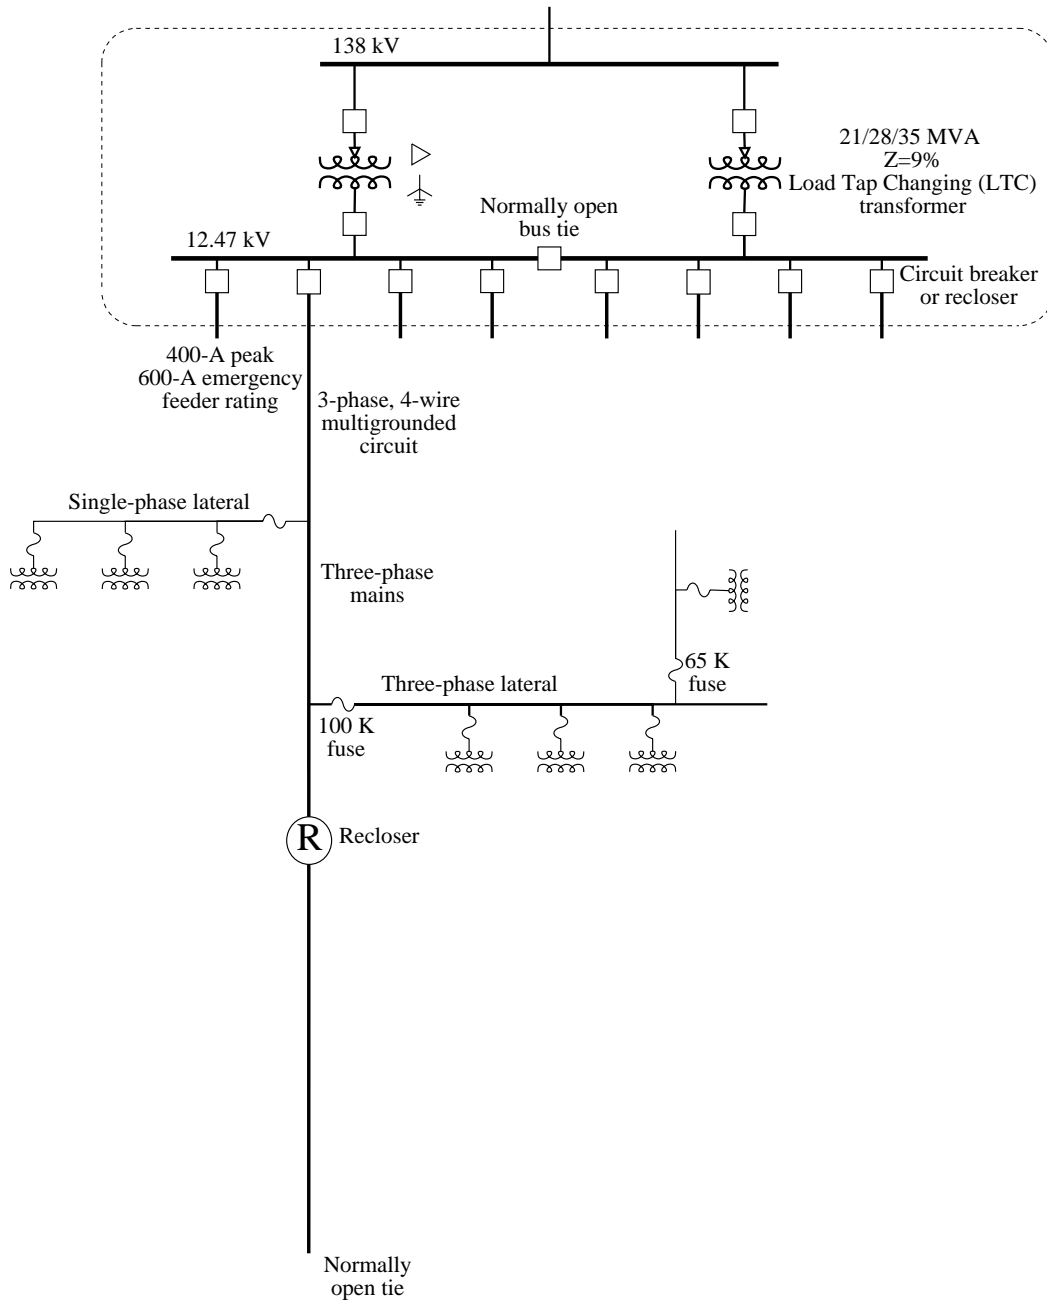 138 kV
21/28/35 MVA
Z=9%
Load Tap Changing (LTC)
transformer
Normally open
bus tie
12.47 kV
Circuit breaker
or recloser
400-A peak
600-A emergency
feeder rating
3-phase, 4-wire
multigrounded
circuit
Single-phase lateral
Three-phase
mains
65 K
fuse
Three-phase lateral
100 K
fuse
R
Recloser
Normally
open tie